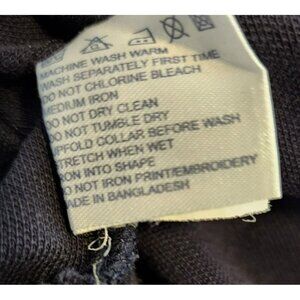 MACHINE WASH WARM
WASH SEPARATELY FIRST TIME
DO NOT CHLORINE BLEACH
MEDIUM IRON
DO NOT DRY CLEAN
DO NOT TUMBLE DRY
UPFOLD COLLAR BEFORE WASH
STRETCH WHEN WET
IRON INTO SHAPE
DO NOT IRON PRINT/EMBROIDERY
MADE IN BANGLADESH